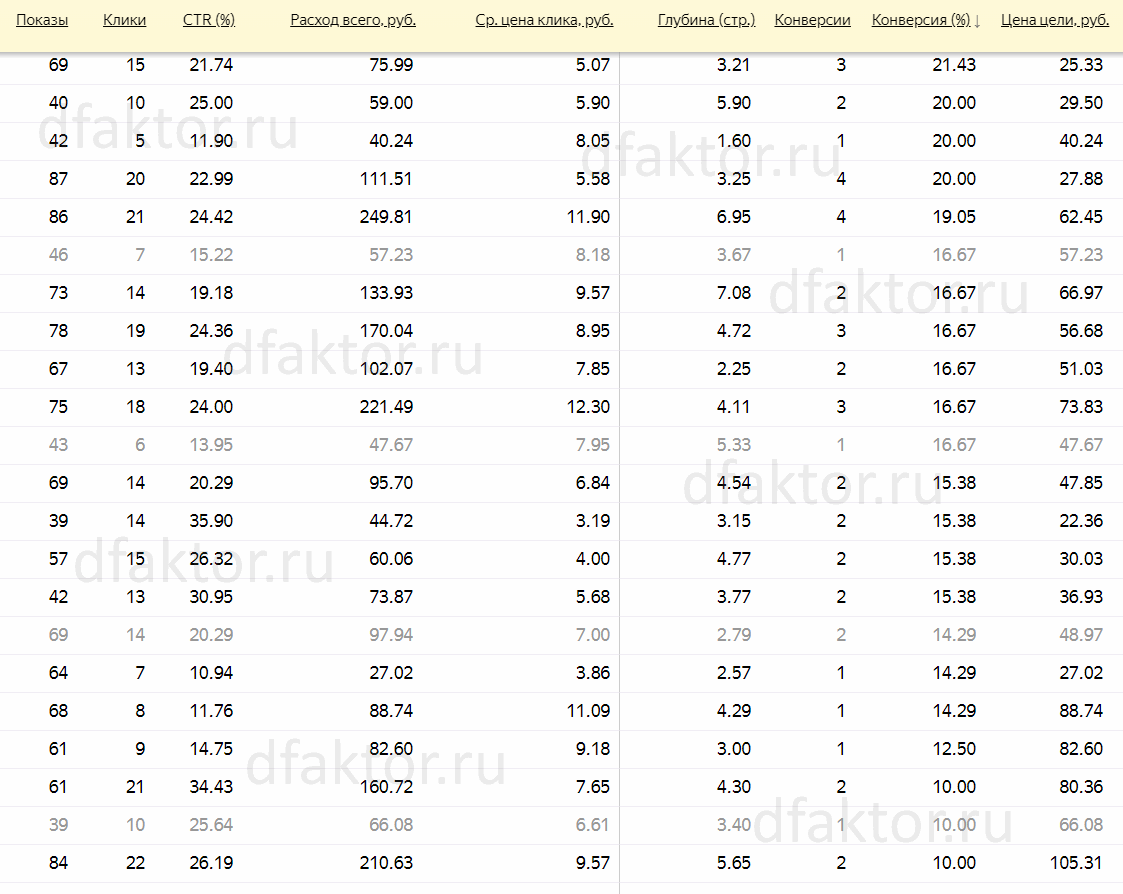 Показы Клики CTR (%) Расход всего, руб. Ср. цена клика, руб. Глубина (стр.) Конверсии Конверсия (%) ↓ Цена цели, руб.
69 15 21.74 75.99 5.07 3.21 3 21.43 25.33
40 10 25.00 59.00 5.90 5.90 2 20.00 29.50
dfaktor.ru
42 5 11.90 40.24 8.05 1.60 1 20.00 40.24
dfaktor.ru
87 20 22.99 111.51 5.58 3.25 4 20.00 27.88
86 21 24.42 249.81 11.90 6.95 4 19.05 62.45
46 7 15.22 57.23 8.18 3.67 1 16.67 57.23
73 14 19.18 133.93 9.57 7.08 2 16.67 66.97
dfaktor.ru
78 19 24.36 170.04 8.95 4.72 3 16.67 56.68
dfaktor.ru
67 13 19.40 102.07 7.85 2.25 2 16.67 51.03
75 18 24.00 221.49 12.30 4.11 3 16.67 73.83
43 6 13.95 47.67 7.95 5.33 1 16.67 47.67
69 14 20.29 95.70 6.84 4.54 2 15.38 47.85
dfaktor.ru
39 14 35.90 44.72 3.19 3.15 2 15.38 22.36
57 15 26.32 60.06 4.00 4.77 2 15.38 30.03
dfaktor.ru
42 13 30.95 73.87 5.68 3.77 2 15.38 36.93
69 14 20.29 97.94 7.00 2.79 2 14.29 48.97
64 7 10.94 27.02 3.86 2.57 1 14.29 27.02
68 8 11.76 88.74 11.09 4.29 1 14.29 88.74
61 9 14.75 82.60 9.18 3.00 1 12.50 82.60
dfaktor.ru
61 21 34.43 160.72 7.65 4.30 2 10.00 80.36
39 10 25.64 66.08 6.61 3.40 1 10.00 66.08
dfaktor.ru
84 22 26.19 210.63 9.57 5.65 2 10.00 105.31